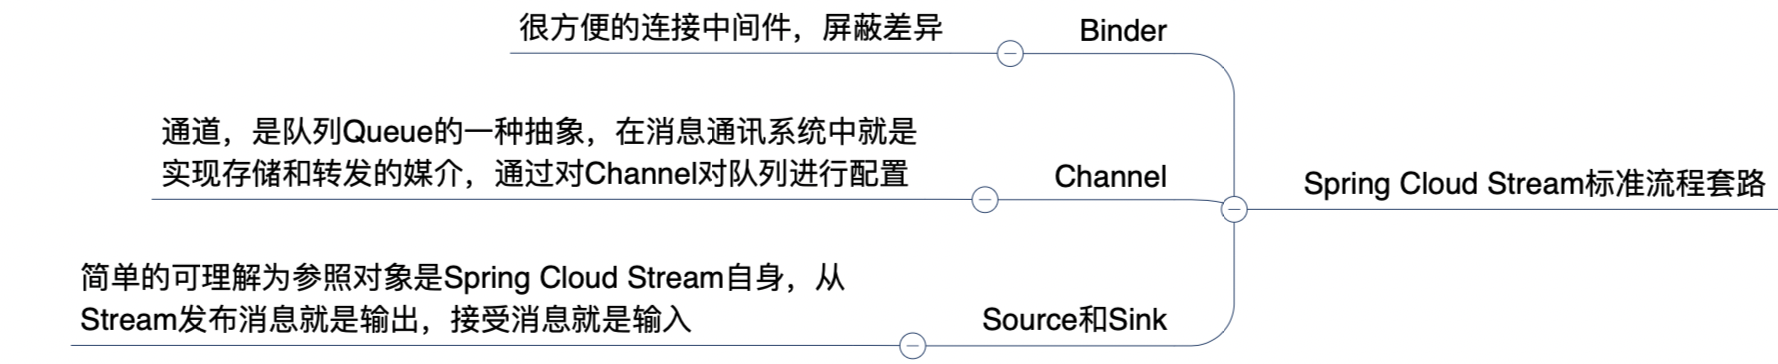 很方便的连接中间件，屏蔽差异
Binder
通道，是队列Queue的一种抽象，在消息通讯系统中就是
实现存储和转发的媒介，通过对Channel对队列进行配置
Channel
Spring Cloud Stream标准流程套路
简单的可理解为参照对象是Spring Cloud Stream自身，从
Stream发布消息就是输出，接受消息就是输入
Source和Sink